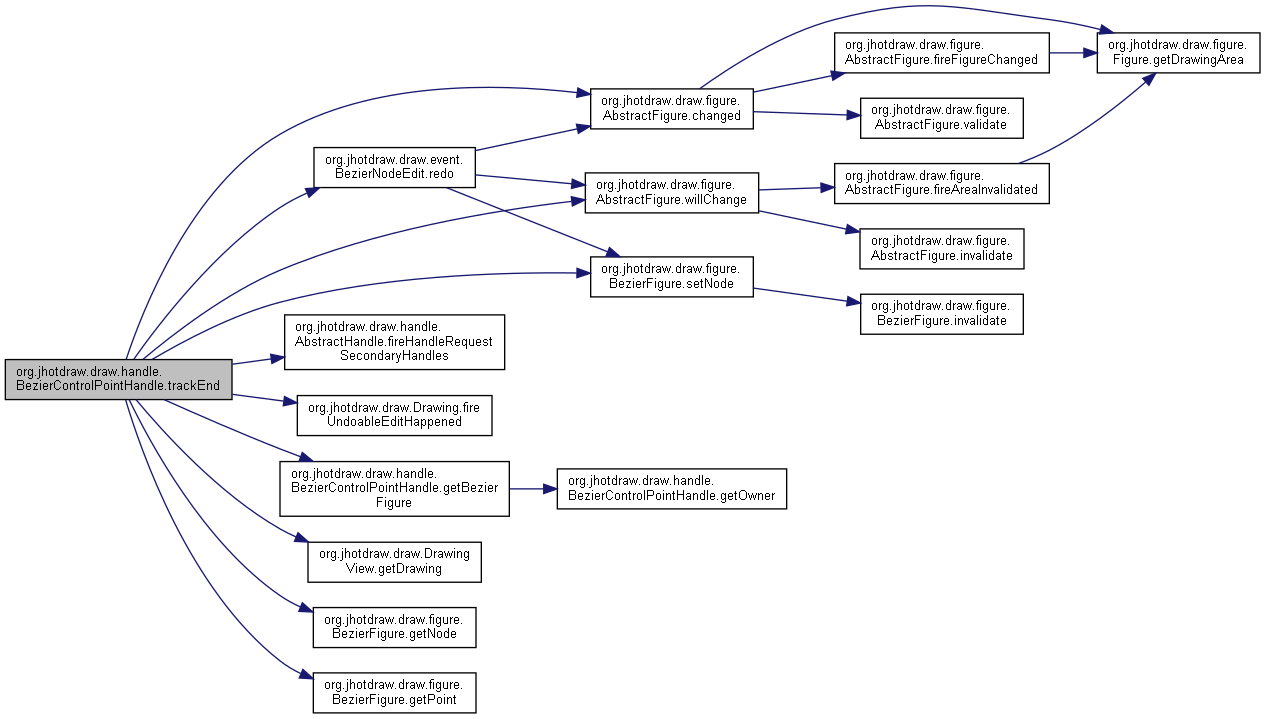 org.jhotdraw.draw.figure.
Figure.getDrawingArea
org.jhotdraw.draw.figure.
AbstractFigure.fireFigureChanged
org.jhotdraw.draw.figure.
AbstractFigure.changed
org.jhotdraw.draw.figure.
AbstractFigure.validate
org.jhotdraw.draw.event.
BezierNodeEdit.redo
org.jhotdraw.draw.figure.
AbstractFigure.willChange
org.jhotdraw.draw.figure.
AbstractFigure.fireAreaInvalidated
org.jhotdraw.draw.figure.
AbstractFigure.invalidate
org.jhotdraw.draw.figure.
BezierFigure.setNode
org.jhotdraw.draw.figure.
BezierFigure.invalidate
org.jhotdraw.draw.handle.
AbstractHandle.fireHandleRequest
SecondaryHandles
org.jhotdraw.draw.handle.
BezierControlPointHandle.trackEnd
org.jhotdraw.draw.Drawing.fire
UndoableEditHappened
org.jhotdraw.draw.handle.
BezierControlPointHandle.getBezier
Figure
org.jhotdraw.draw.handle.
BezierControlPointHandle.getOwner
org.jhotdraw.draw.Drawing
View.getDrawing
org.jhotdraw.draw.figure.
BezierFigure.getNode
org.jhotdraw.draw.figure.
BezierFigure.getPoint